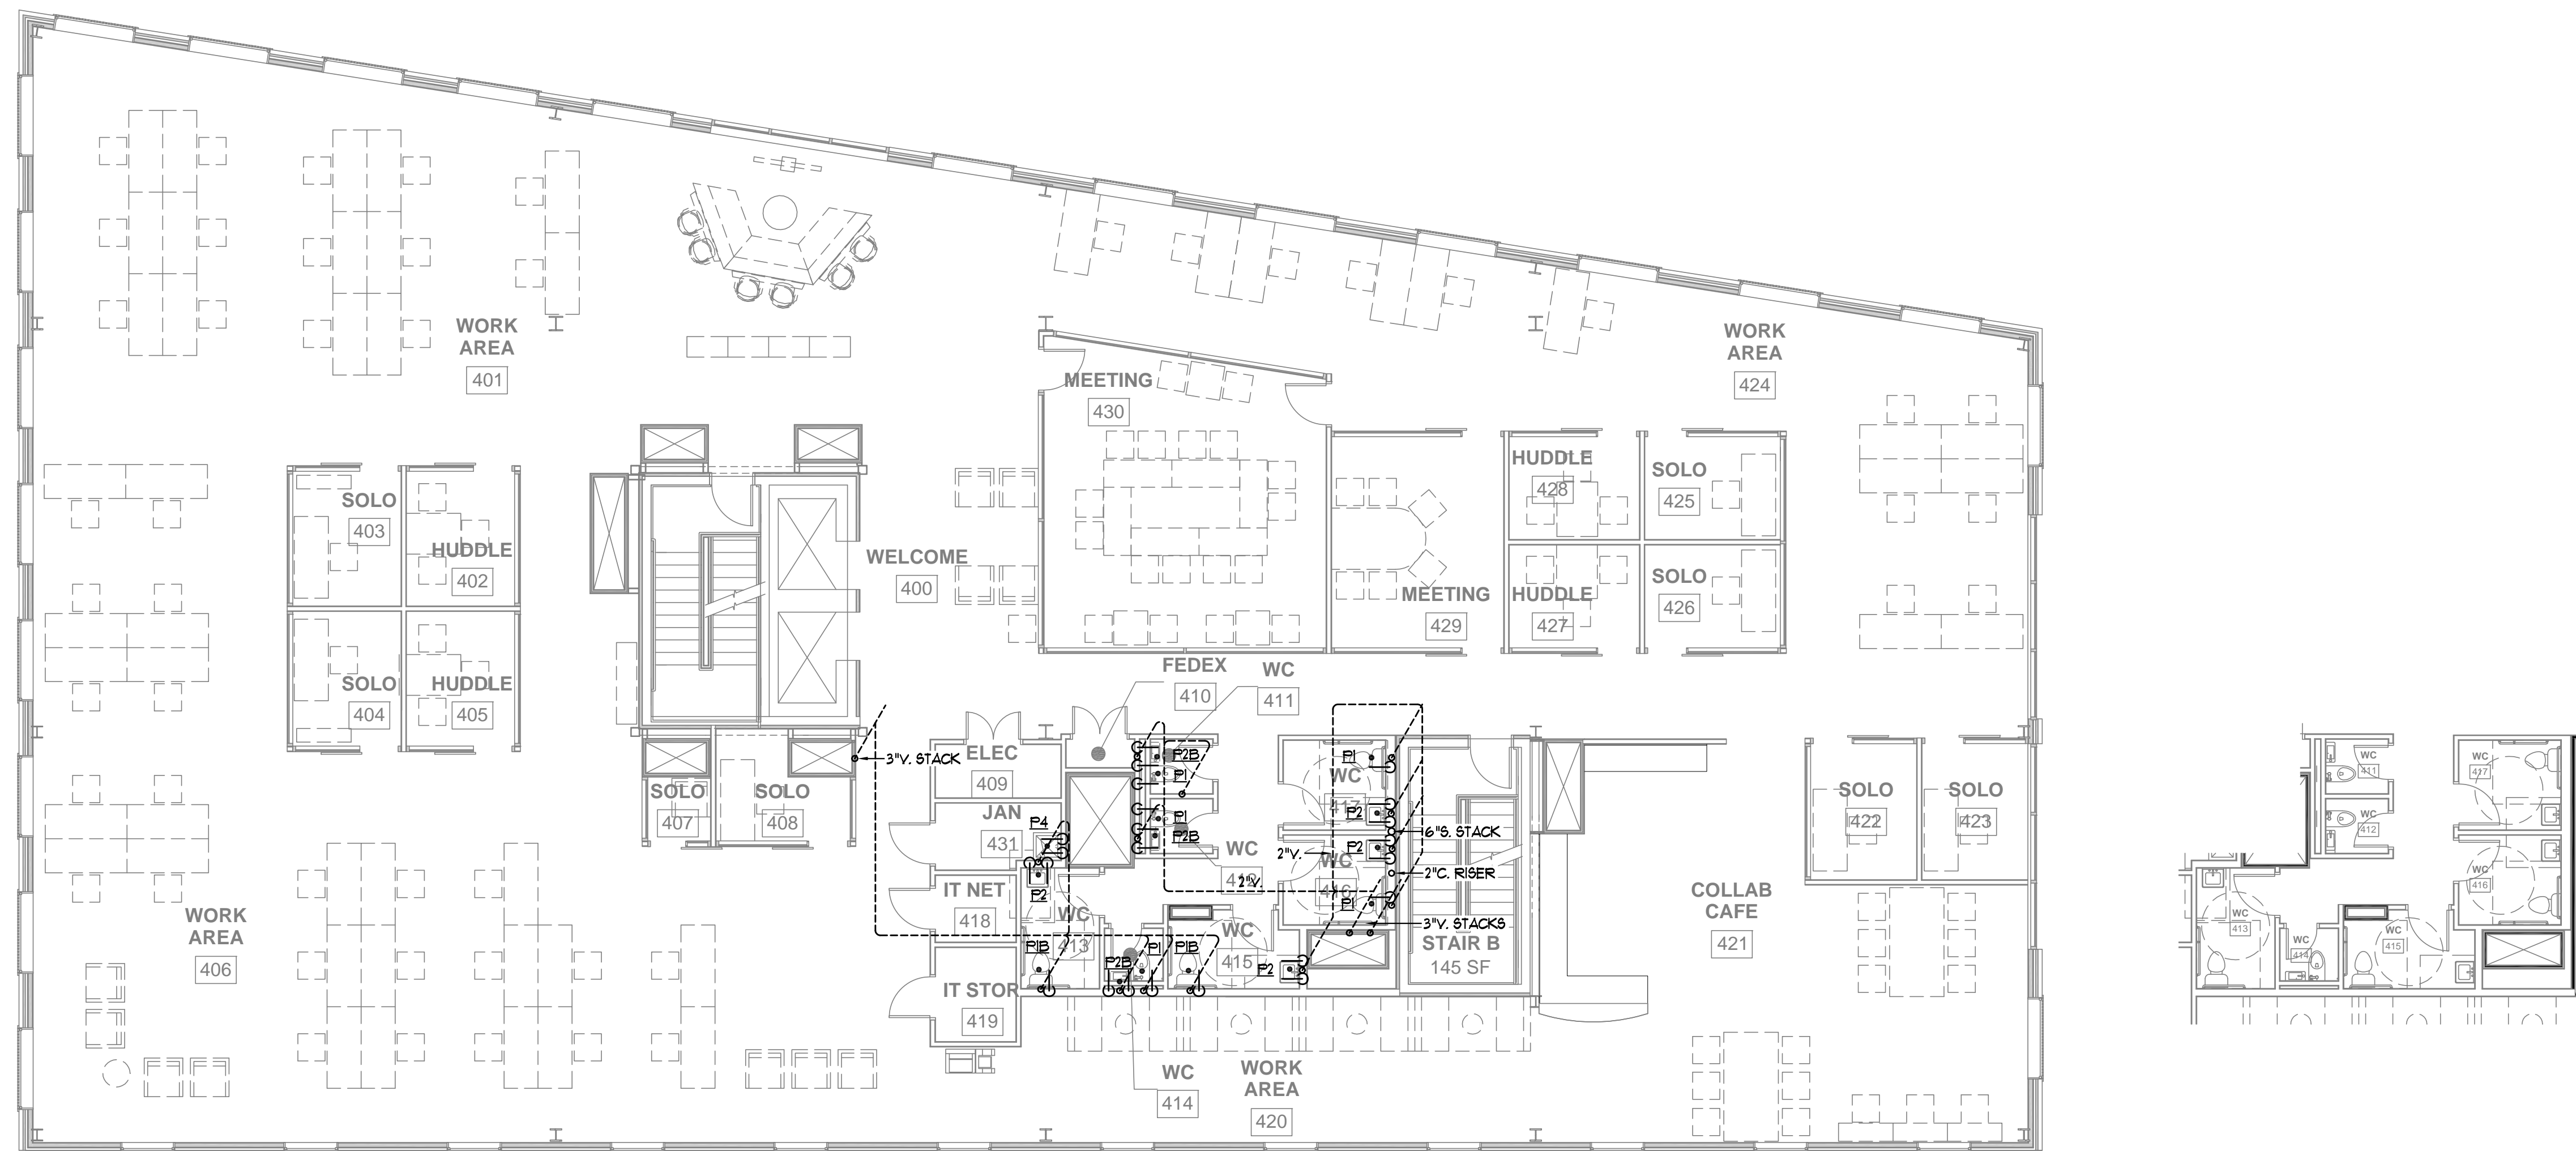 WORK
AREA
401
WORK
AREA
424
MEETING
430
SOLO
403
HUDDLE
402
WELCOME
400
HUDDLE
428
SOLO
425
MEETING
429
HUDDLE
427
SOLO
426
SOLO
404
HUDDLE
405
FEDEX
410
WC
411
3"V. STACK
ELEC
409
SOLO
407
SOLO
408
JAN
431
P4
P2
IT NET
418
P2B
P1
P1
P2B
WC
412
P1
WC
417
P2
P2
WC
416
P1
6"S. STACK
2"V.
2"V.
2"C. RISER
3"V. STACKS
STAIR B
145 SF
SOLO
422
SOLO
423
COLLAB
CAFE
421
WORK
AREA
406
WC
413
P1B
P2B
P1
P1B
WC
415
P2
IT STOR
419
WC
414
WORK
AREA
420
WC
411
WC
412
WC
417
WC
416
WC
413
WC
414
WC
415